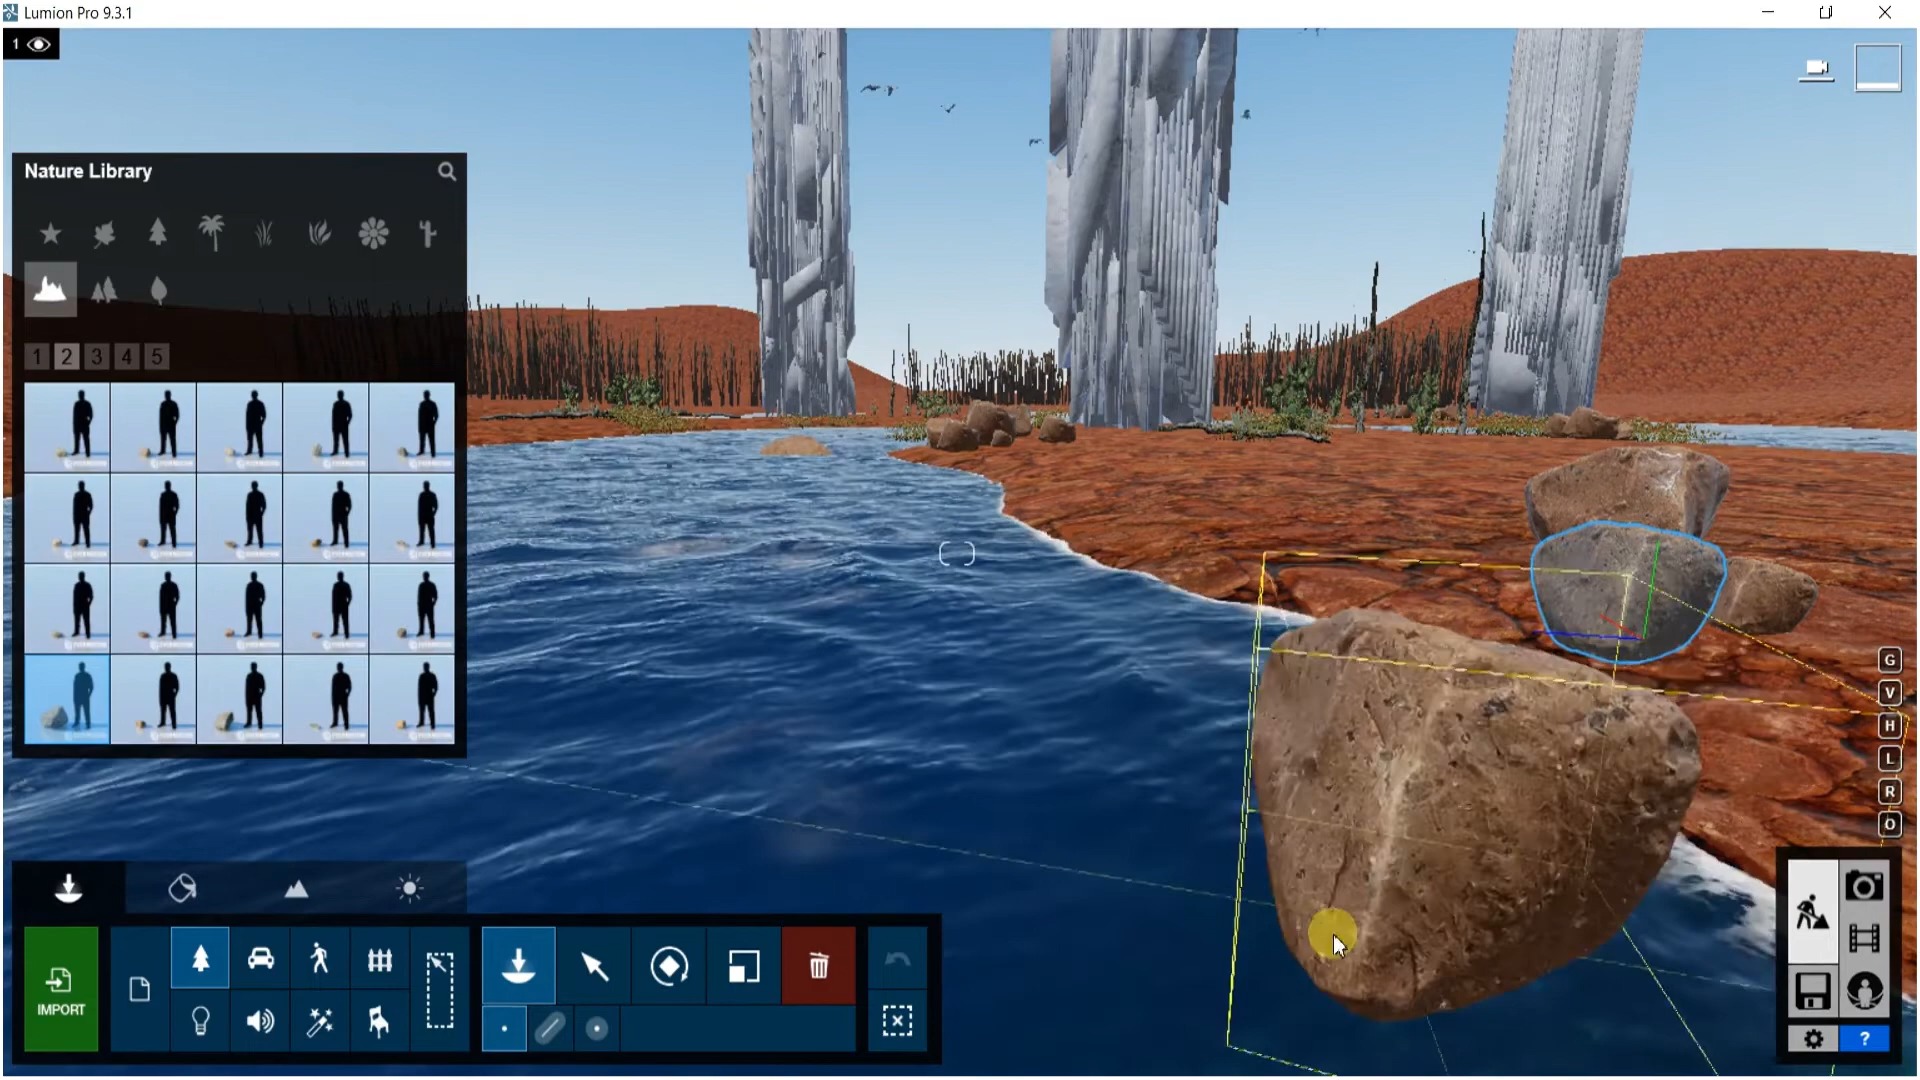 Lumion Pro 9.3.1
1
Nature Library
1 2 3 4 5
G
V
H
L
R
O
IMPORT
?